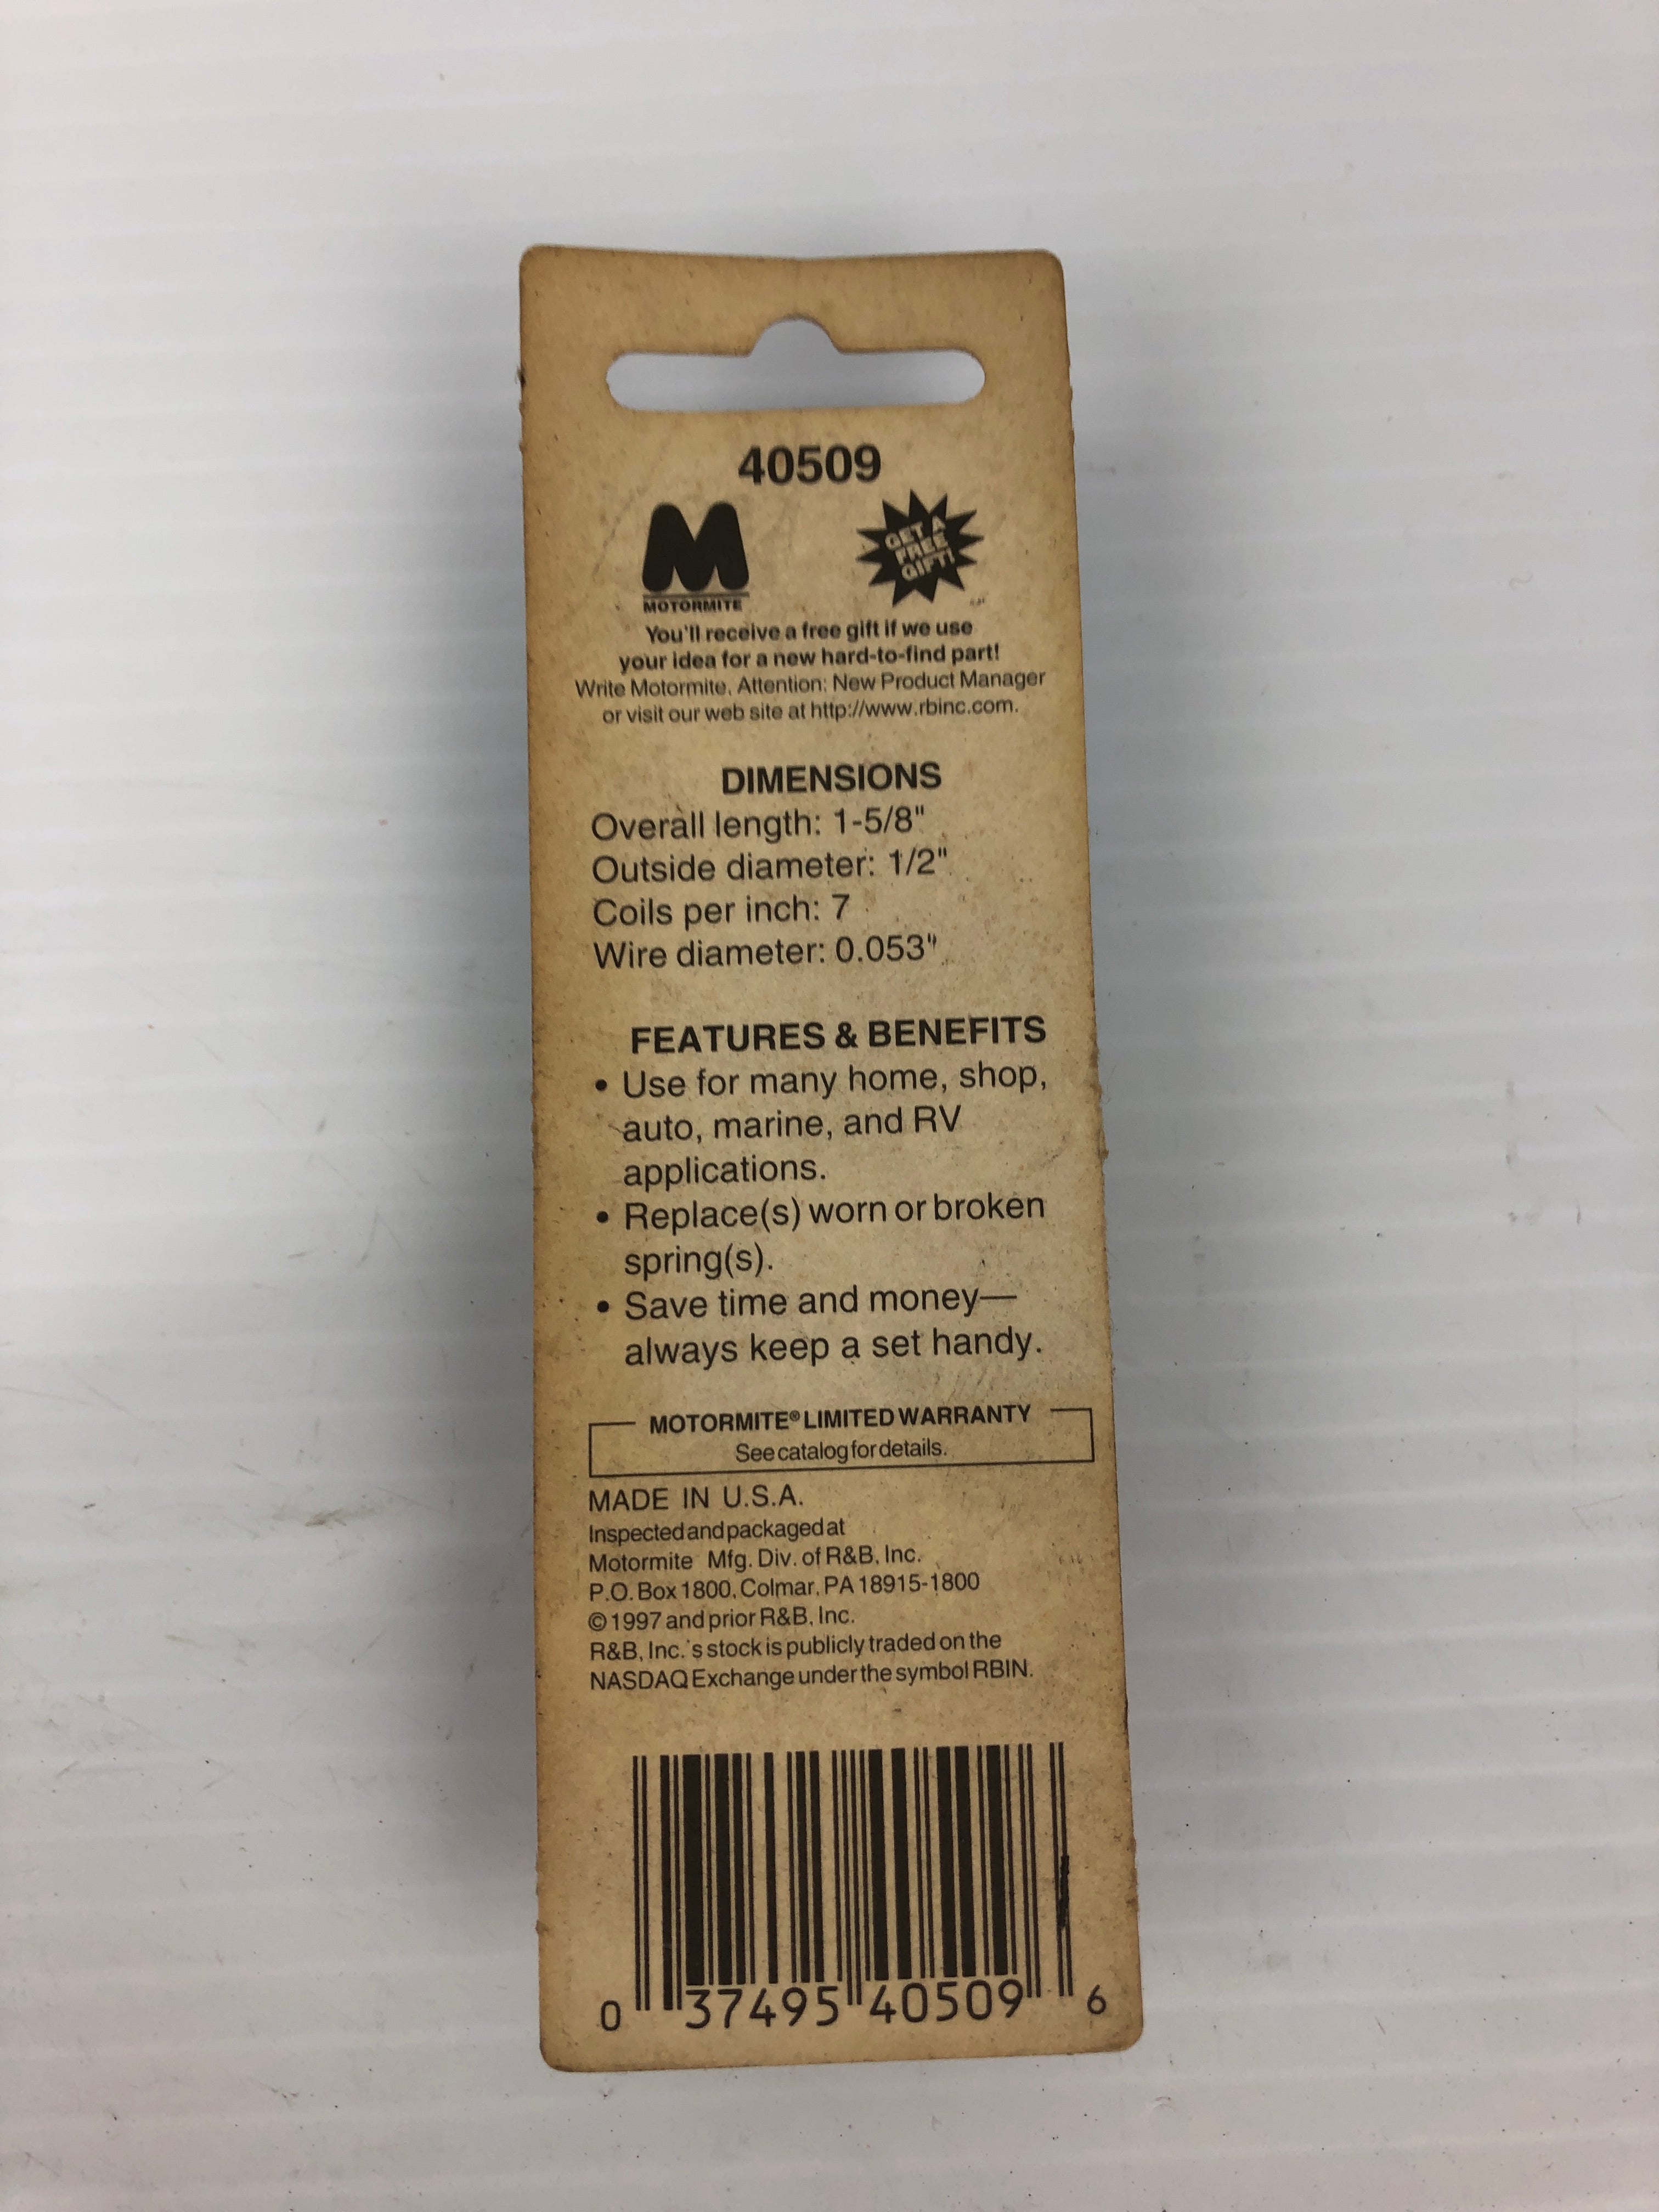 40509
MOTORMITE
GET A
FREE
GIFT!
You'll receive a free gift if we use
your idea for a new hard-to-find part!
Write Motormite, Attention: New Product Manager
or visit our web site at http://www.rbinc.com.
DIMENSIONS
Overall length: 1-5/8"
Outside diameter: 1/2"
Coils per inch: 7
Wire diameter: 0.053"
FEATURES & BENEFITS
• Use for many home, shop,
auto, marine, and RV
applications.
• Replace(s) worn or broken
spring(s).
• Save time and money—
always keep a set handy.
MOTORMITE® LIMITED WARRANTY
See catalog for details.
MADE IN U.S.A.
Inspected and packaged at
Motormite Mfg. Div. of R&B, Inc.
P.O. Box 1800, Colmar, PA 18915-1800
© 1997 and prior R&B, Inc.
R&B, Inc.'s stock is publicly traded on the
NASDAQ Exchange under the symbol RBIN.
0 37495 40509 6